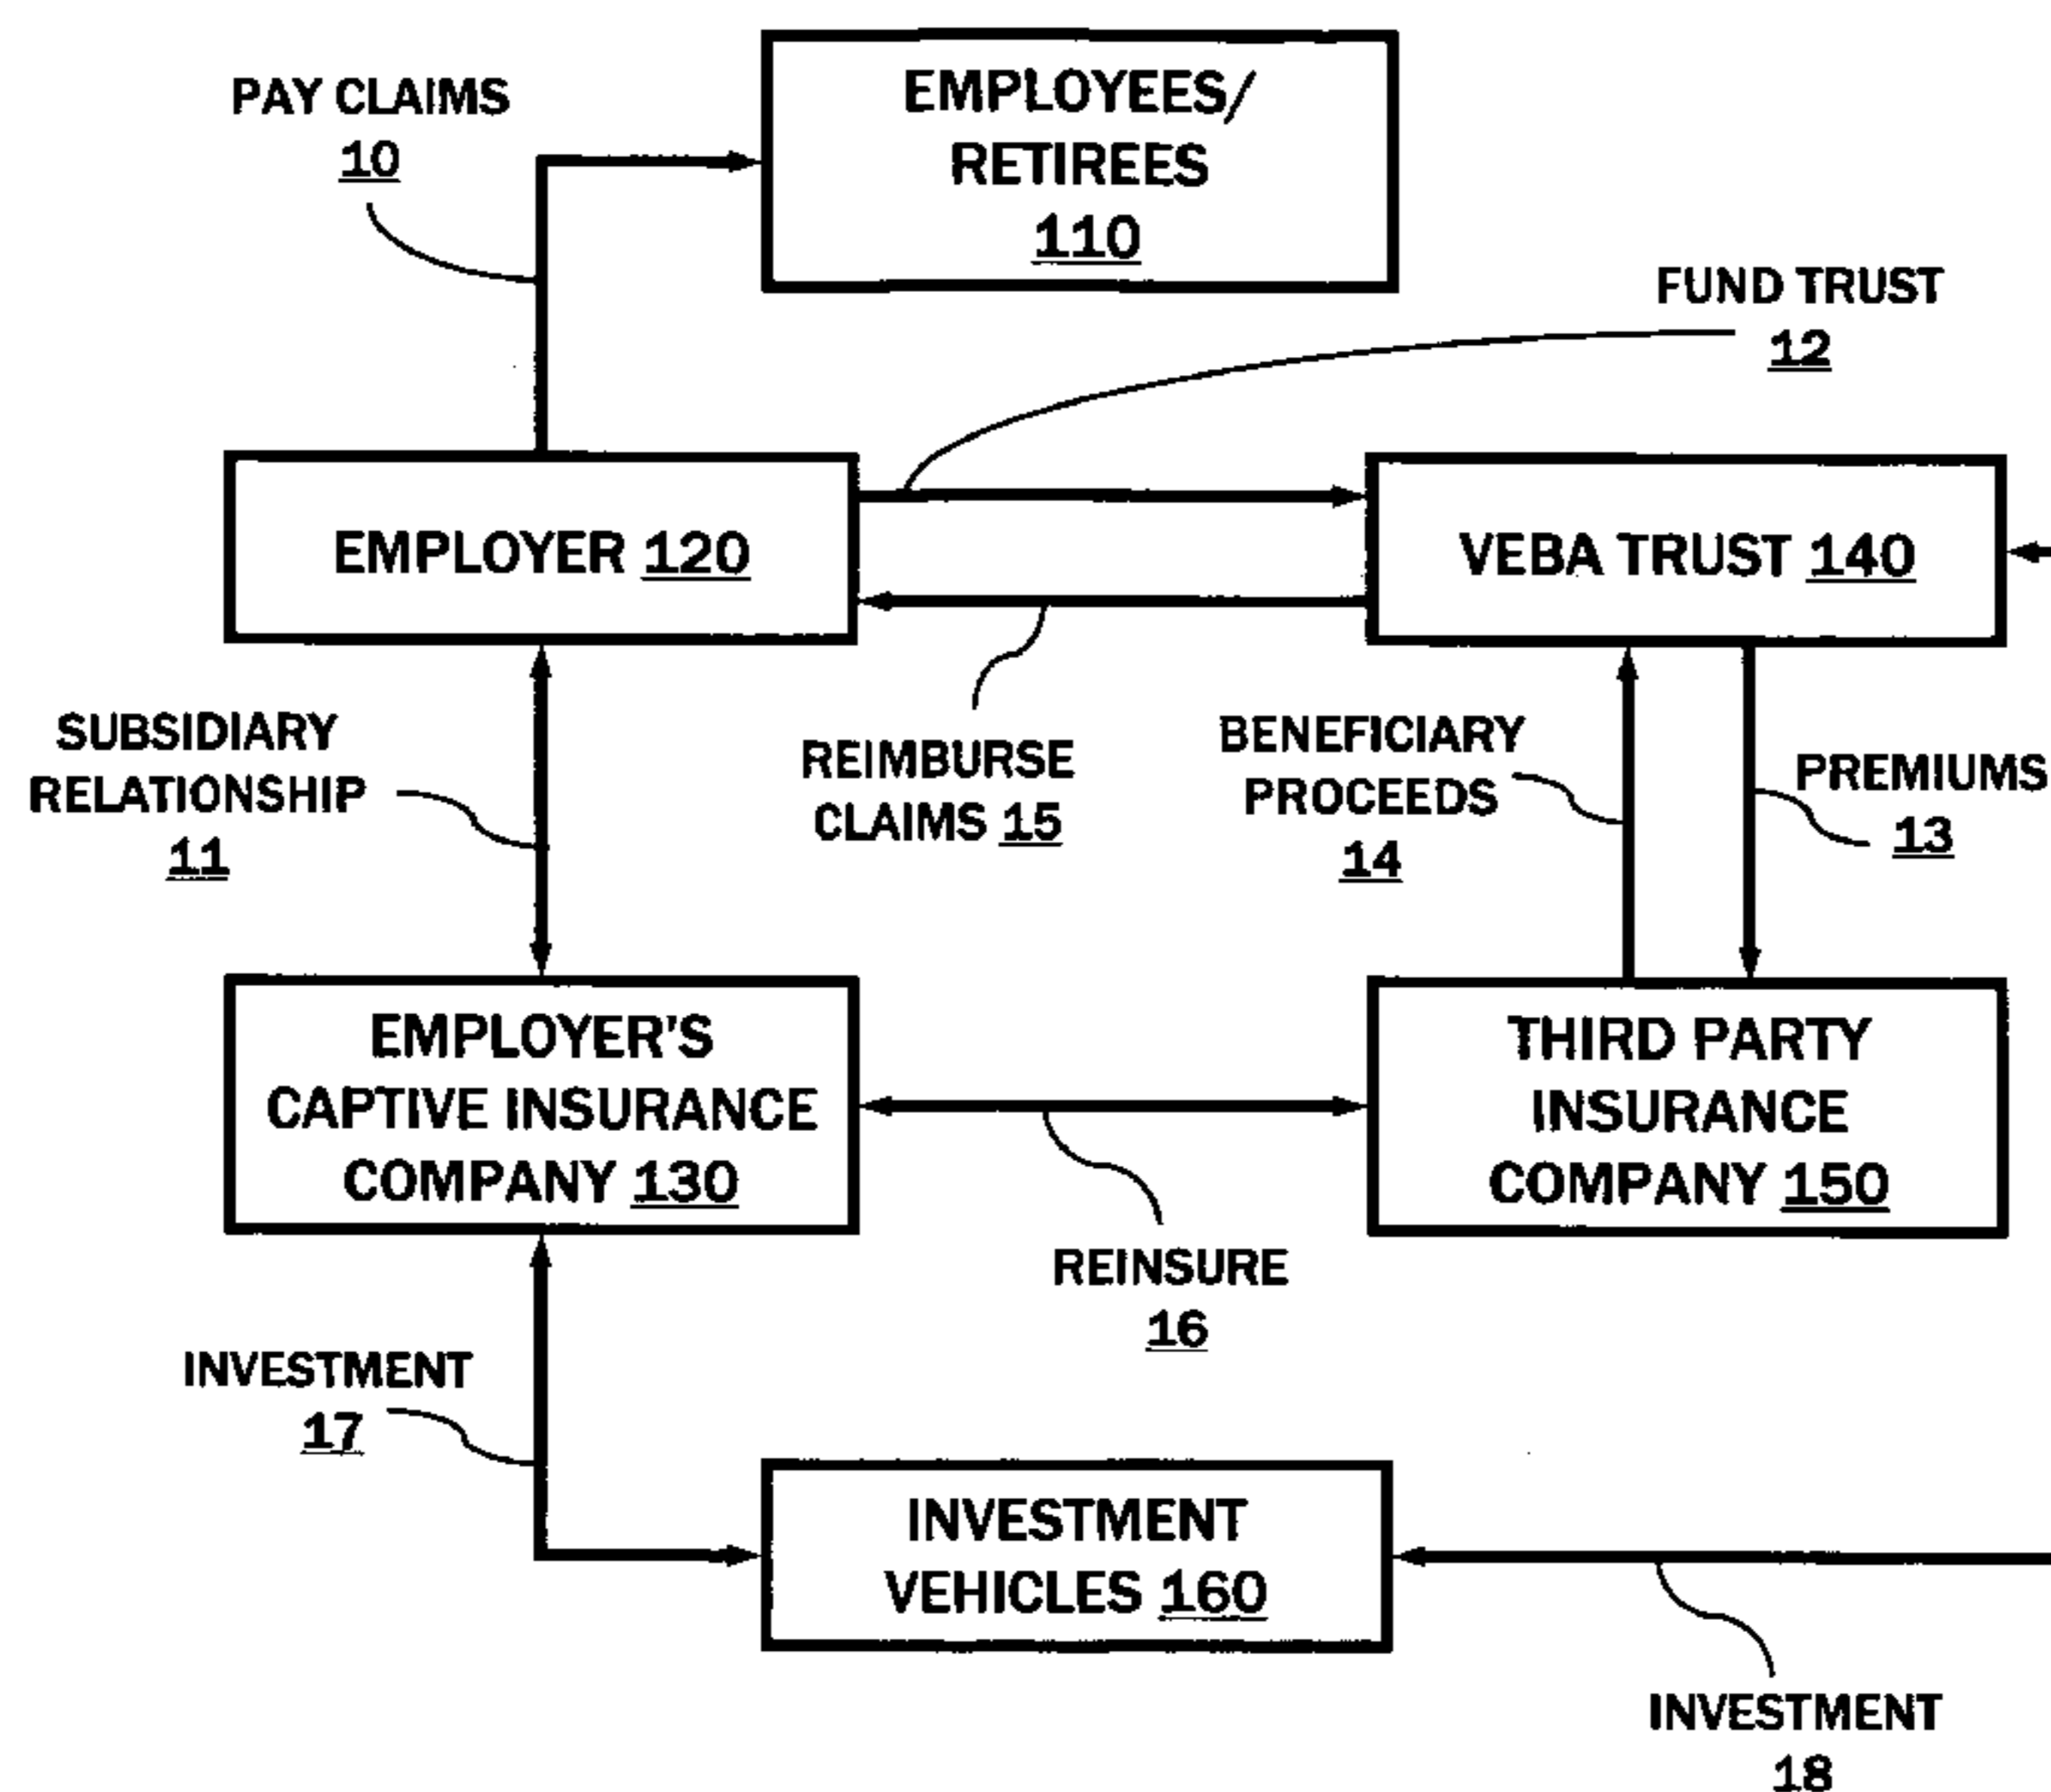 PAY CLAIMS
10
EMPLOYEES/
RETIREES
110
FUND TRUST
12
EMPLOYER 120
VEBA TRUST 140
SUBSIDIARY
RELATIONSHIP
11
REIMBURSE
CLAIMS 15
BENEFICIARY
PROCEEDS
14
PREMIUMS
13
EMPLOYER'S
CAPTIVE INSURANCE
COMPANY 130
THIRD PARTY
INSURANCE
COMPANY 150
REINSURE
16
INVESTMENT
17
INVESTMENT
VEHICLES 160
INVESTMENT
18